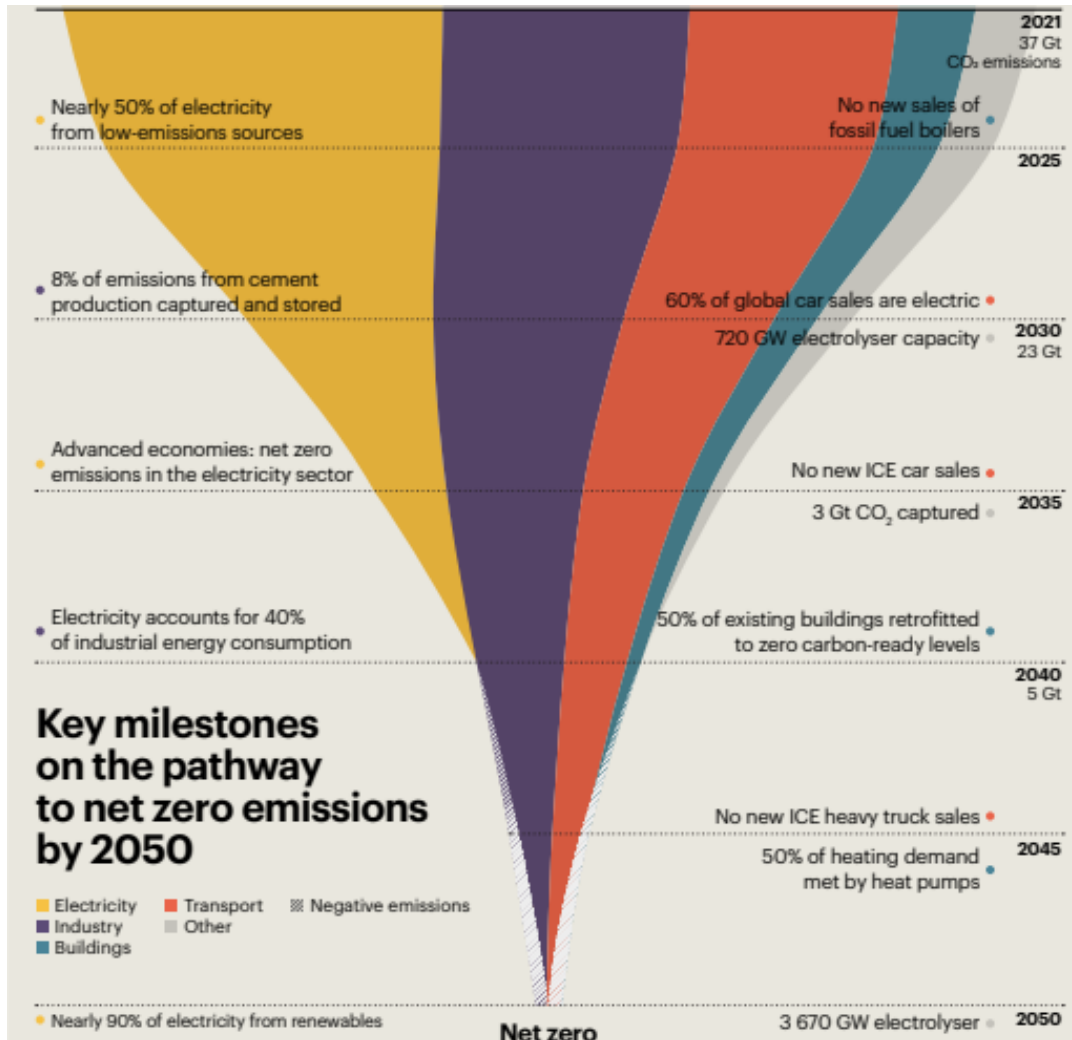 2021
37 Gt
CO₂ emissions
Nearly 50% of electricity
from low-emissions sources
No new sales of
fossil fuel boilers
2025
8% of emissions from cement
production captured and stored
60% of global car sales are electric
2030
23 Gt
720 GW electrolyser capacity
Advanced economies: net zero
emissions in the electricity sector
No new ICE car sales
2035
3 Gt CO₂ captured
Electricity accounts for 40%
of industrial energy consumption
50% of existing buildings retrofitted
to zero carbon-ready levels
2040
5 Gt
Key milestones
on the pathway
to net zero emissions
by 2050
No new ICE heavy truck sales
2045
50% of heating demand
met by heat pumps
Electricity Transport Negative emissions
Industry Other
Buildings
Nearly 90% of electricity from renewables
Net zero
3 670 GW electrolyser
2050